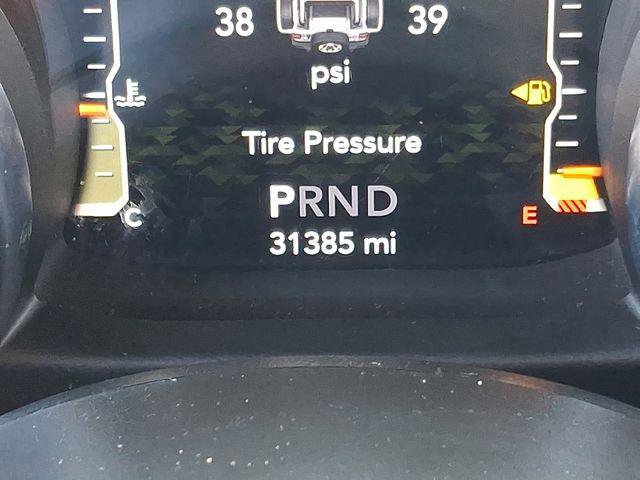 38 39
psi
Tire Pressure
PRND
C E
31385 mi